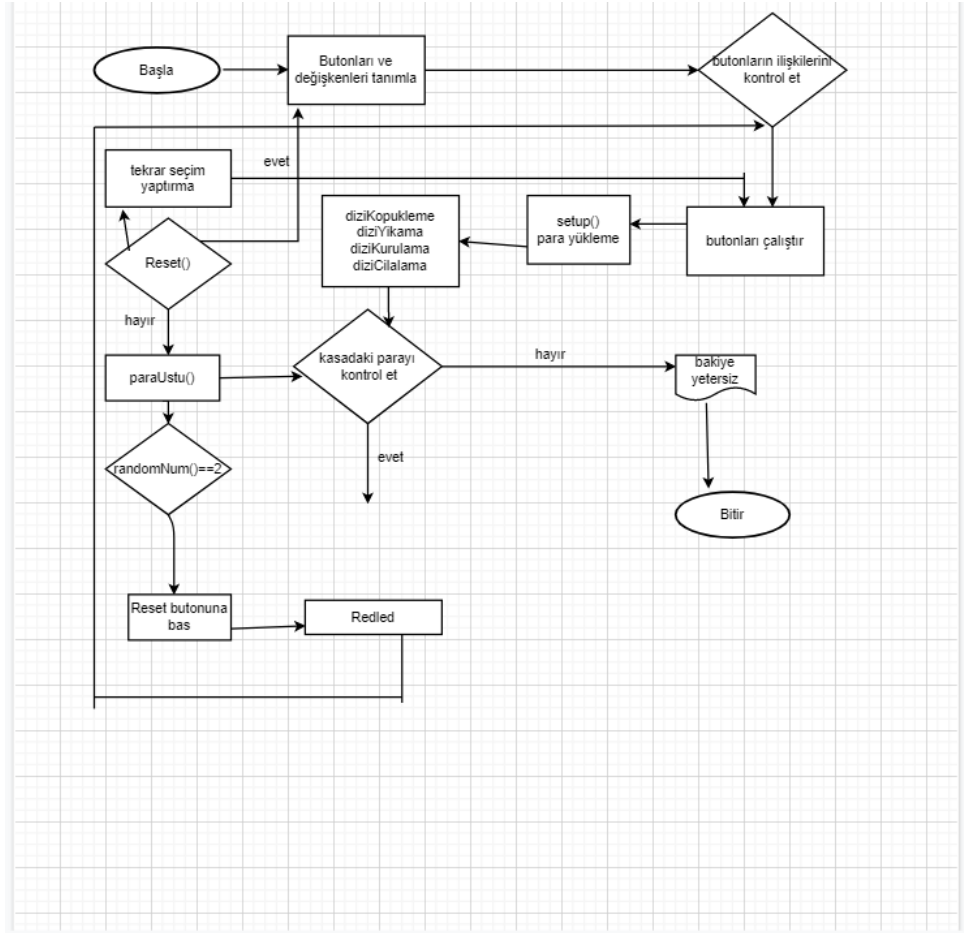 Başla
Butonları ve
değişkenleri tanımla
butonların ilişkilerini
kontrol et
evet
tekrar seçim
yaptırma
diziKopukleme
diziYikama
diziKurulama
diziCilalama
setup()
para yükleme
butonları çalıştır
Reset()
hayır
paraUstu()
kasadaki parayı
kontrol et
hayır
bakiye
yetersiz
evet
randomNum()==2
Bitir
Reset butonuna
bas
Redled